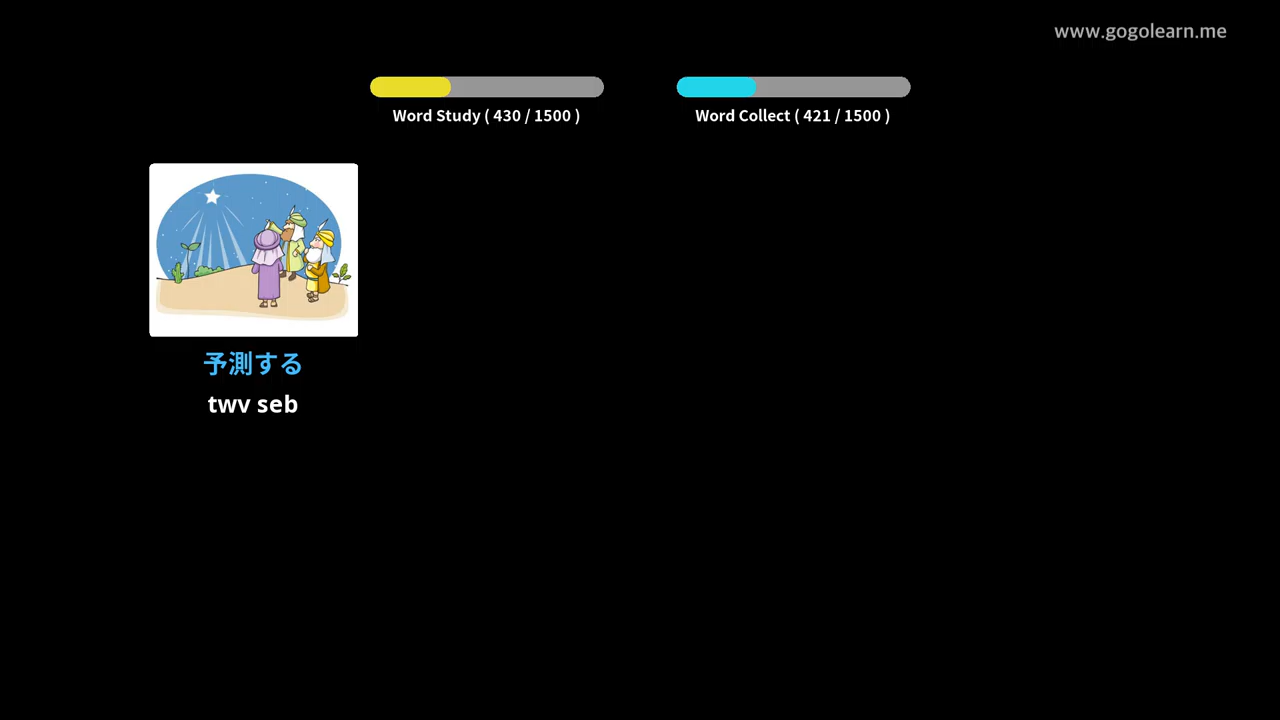 www.gogolearn.me
Word Study ( 430 / 1500 )
Word Collect ( 421 / 1500 )
予測する
twv seb